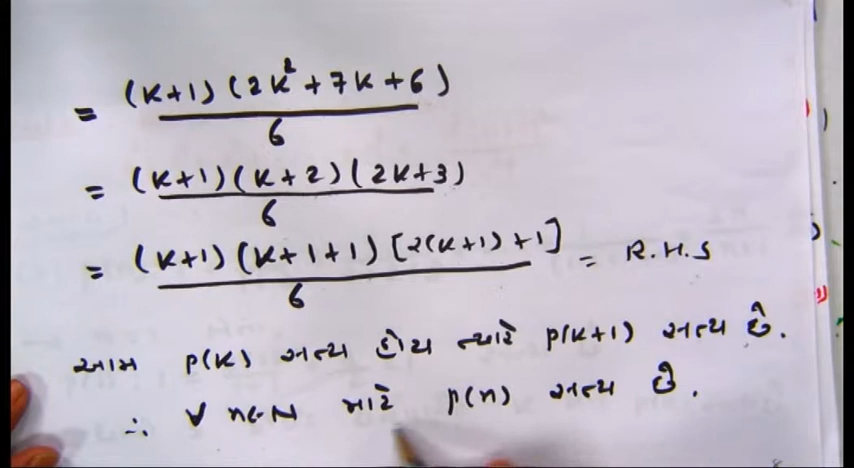 = (k+1)(2k²+7k+6) / 6
= (k+1)(k+2)(2k+3) / 6
= (k+1)(k+1+1)[2(k+1)+1] / 6 = R.H.S
આમ P(k) સત્ય હોય ત્યારે P(k+1) સત્ય છે.
∴ ∀ n∈N માટે P(n) સત્ય છે.